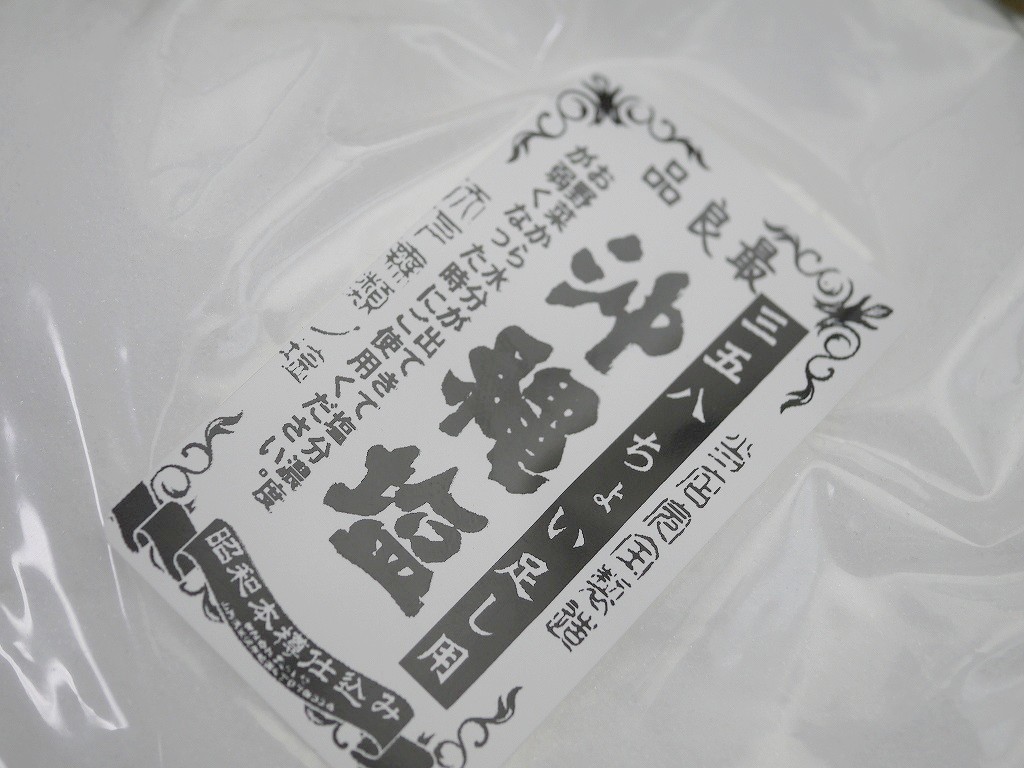 最良品
三五八ちょい足し用
沖縄塩
お野菜から水分が出てきて塩分濃度
が弱くなった時にご使用ください。
昭和本樽仕込み